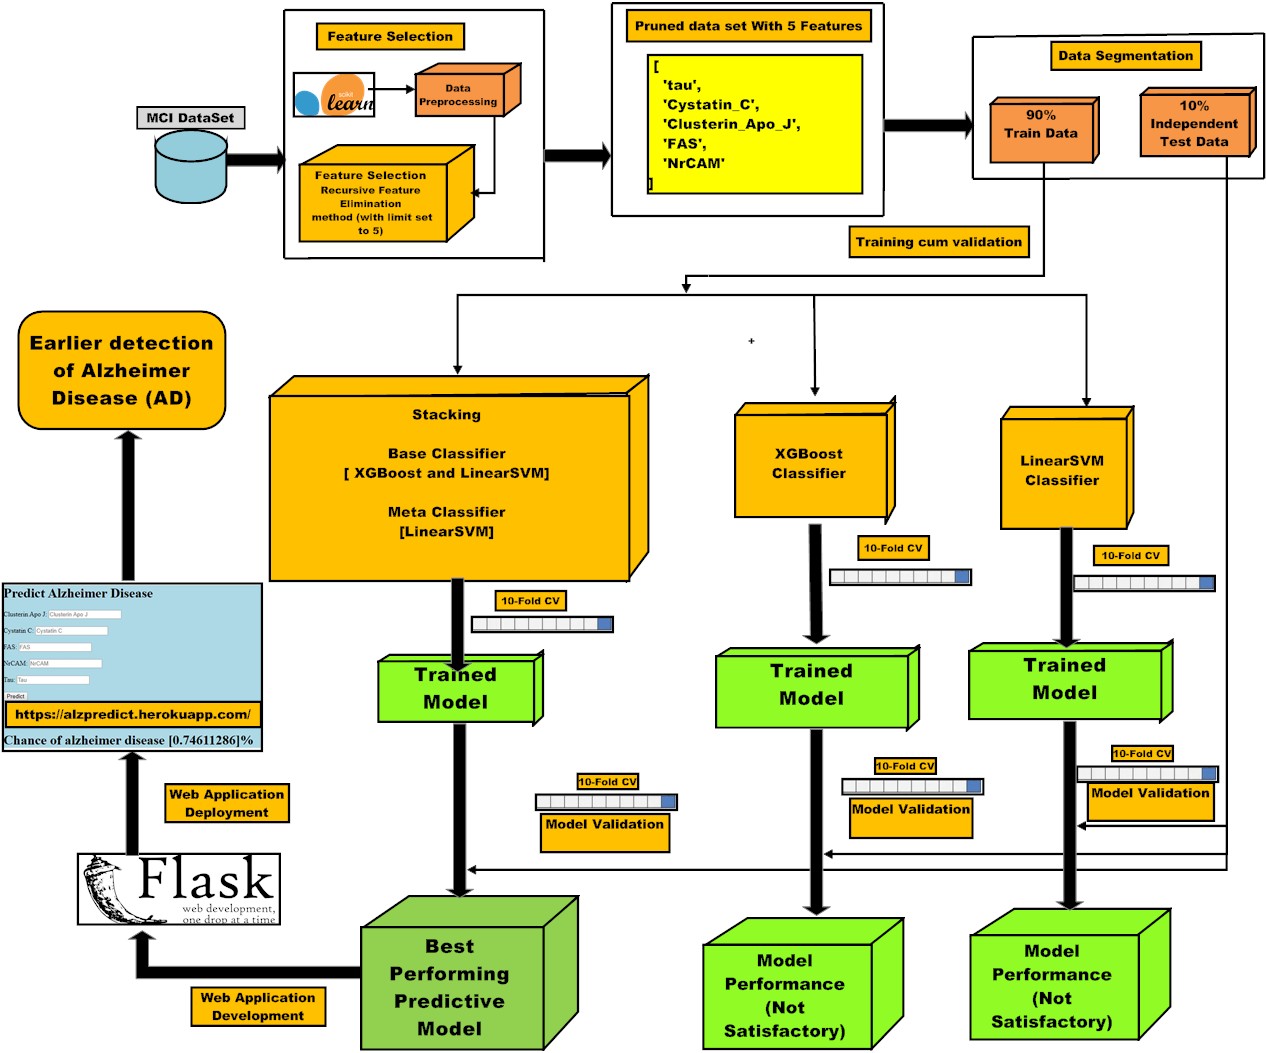 MCI DataSet
Feature Selection
scikit
learn
Data
Preprocessing
Feature Selection
Recursive Feature
Elimination
method (with limit set
to 5)
Pruned data set With 5 Features
[
'tau',
'Cystatin_C',
'Clusterin_Apo_J',
'FAS',
'NrCAM'
]
Data Segmentation
90%
Train Data
10%
Independent
Test Data
Training cum validation
+
Stacking
Base Classifier
[ XGBoost and LinearSVM]
Meta Classifier
[LinearSVM]
XGBoost
Classifier
LinearSVM
Classifier
10-Fold CV
10-Fold CV
10-Fold CV
Trained
Model
Trained
Model
Trained
Model
10-Fold CV
Model Validation
10-Fold CV
Model Validation
10-Fold CV
Model Validation
Best
Performing
Predictive
Model
Model
Performance
(Not
Satisfactory)
Model
Performance
(Not
Satisfactory)
Web Application
Development
Flask
web development,
one drop at a time
Web Application
Deployment
Predict Alzheimer Disease
Clusterin Apo J: Clusterin Apo J
Cystatin C: Cystatin C
FAS: FAS
NrCAM: NrCAM
Tau: Tau
Predict
https://alzpredict.herokuapp.com/
Chance of alzheimer disease [0.74611286]%
Earlier detection
of Alzheimer
Disease (AD)